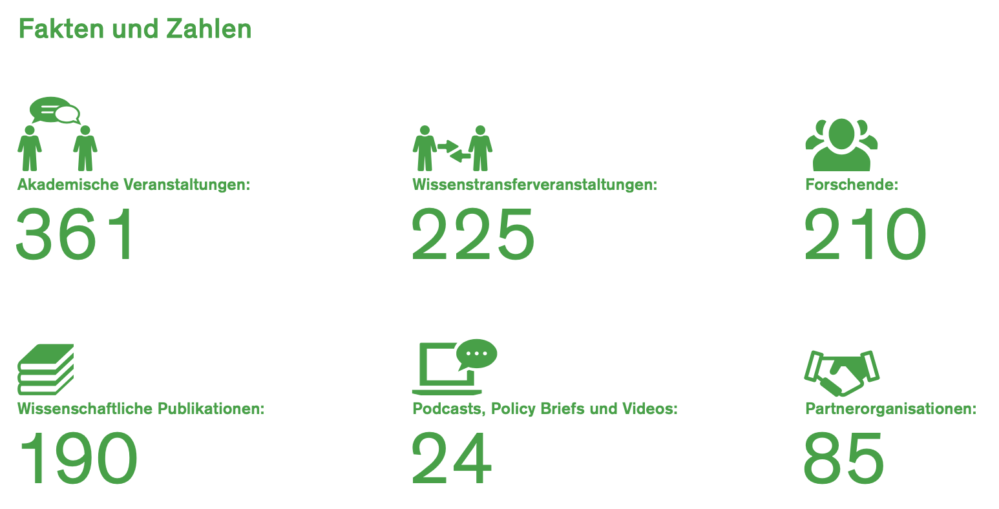 Fakten und Zahlen
Akademische Veranstaltungen:
361
Wissenstransferveranstaltungen:
225
Forschende:
210
Wissenschaftliche Publikationen:
190
Podcasts, Policy Briefs und Videos:
24
Partnerorganisationen:
85